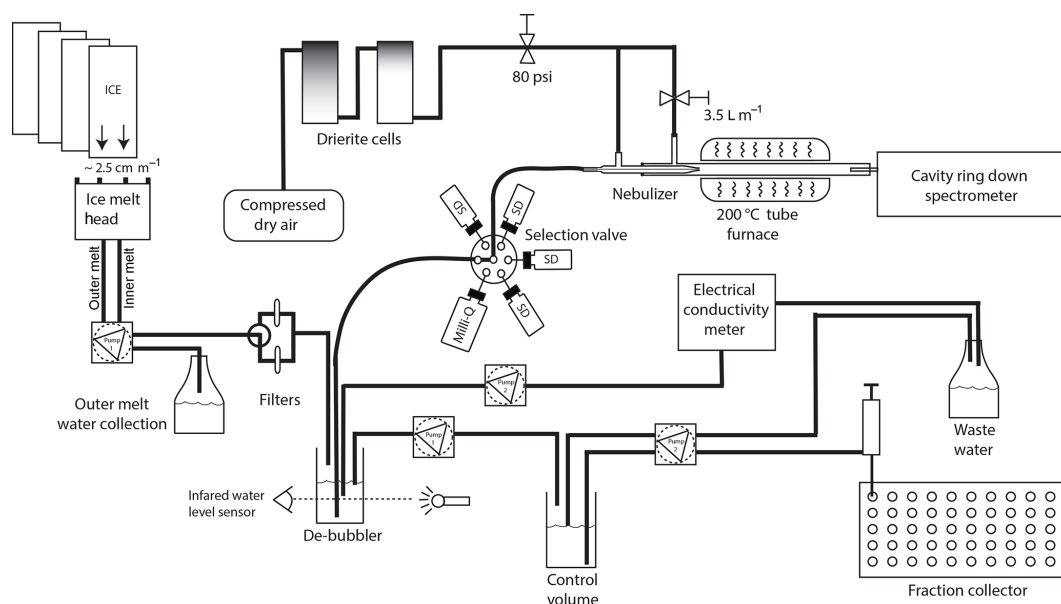 ICE
~ 2.5 cm m⁻¹
Ice melt
head
Outer melt
Inner melt
Pump
1
Outer melt
water collection
Filters
Compressed
dry air
Drierite cells
80 psi
3.5 L m⁻¹
Nebulizer
200 °C tube
furnace
Cavity ring down
spectrometer
Selection valve
SD
SD
SD
SD
Milli-Q
Electrical
conductivity
meter
Pump
2
Pump
Pump
2
Waste
water
Infared water
level sensor
De-bubbler
Control
volume
Fraction collector